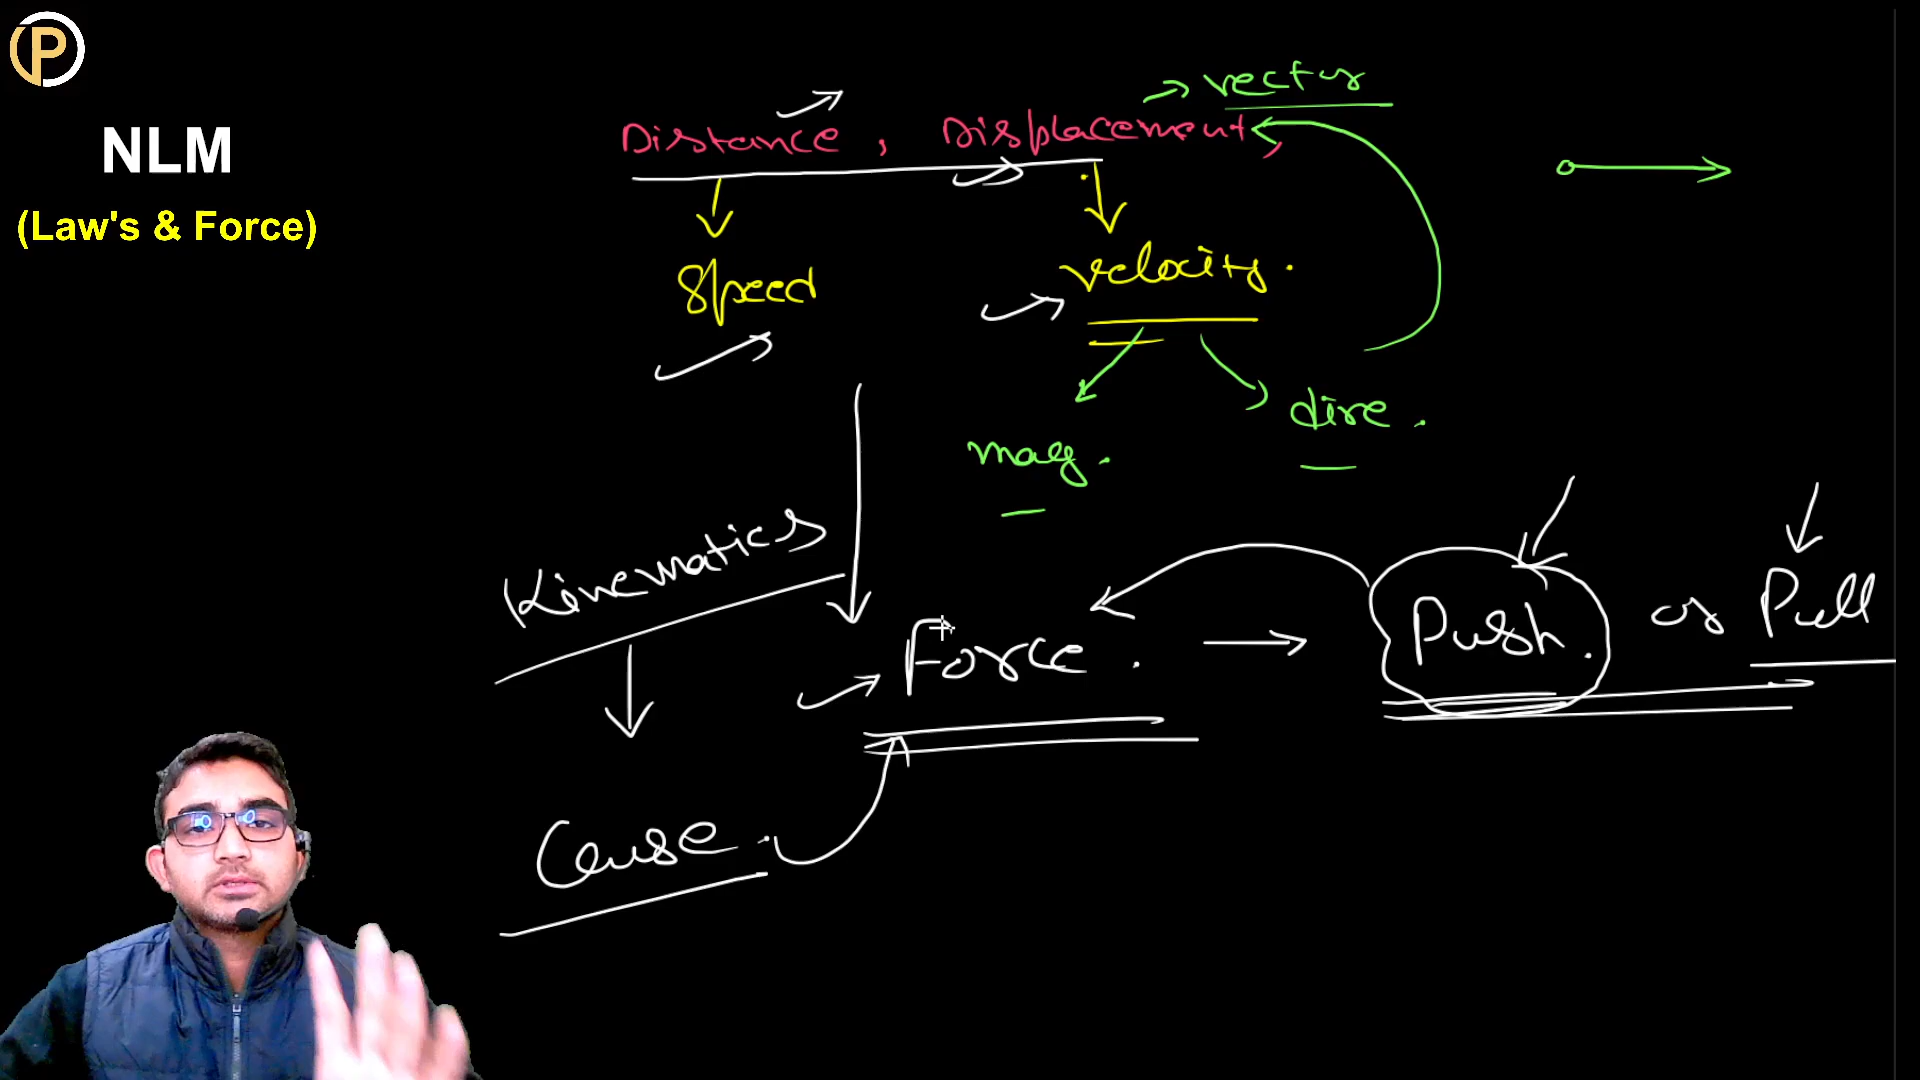 P
NLM
(Law's & Force)
→ vector
Distance, Displacement,
Speed
velocity.
mag.
dire.
Kinematics
Force. → Push. or Pull
Cause.